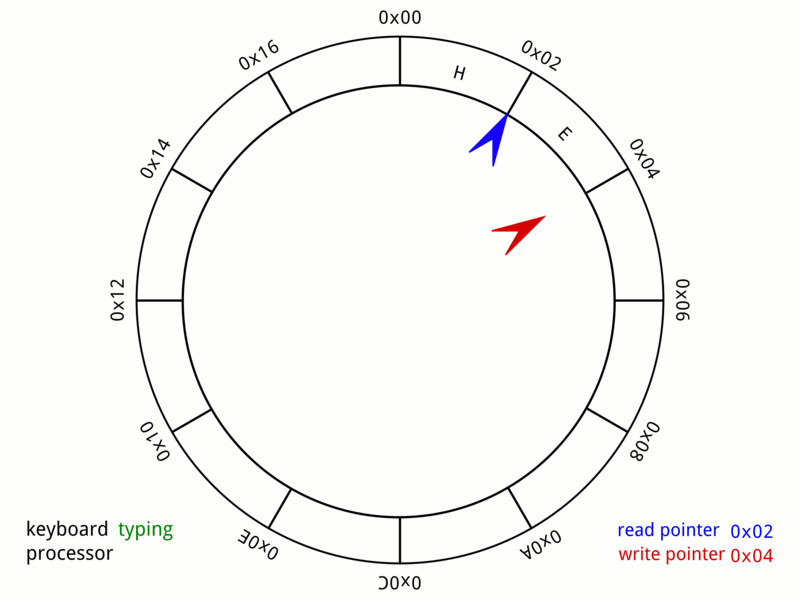 0x00
0x02
0x04
0x06
0x08
0x0A
0x0C
0x0E
0x10
0x12
0x14
0x16
H
E
keyboard typing
processor
read pointer 0x02
write pointer 0x04